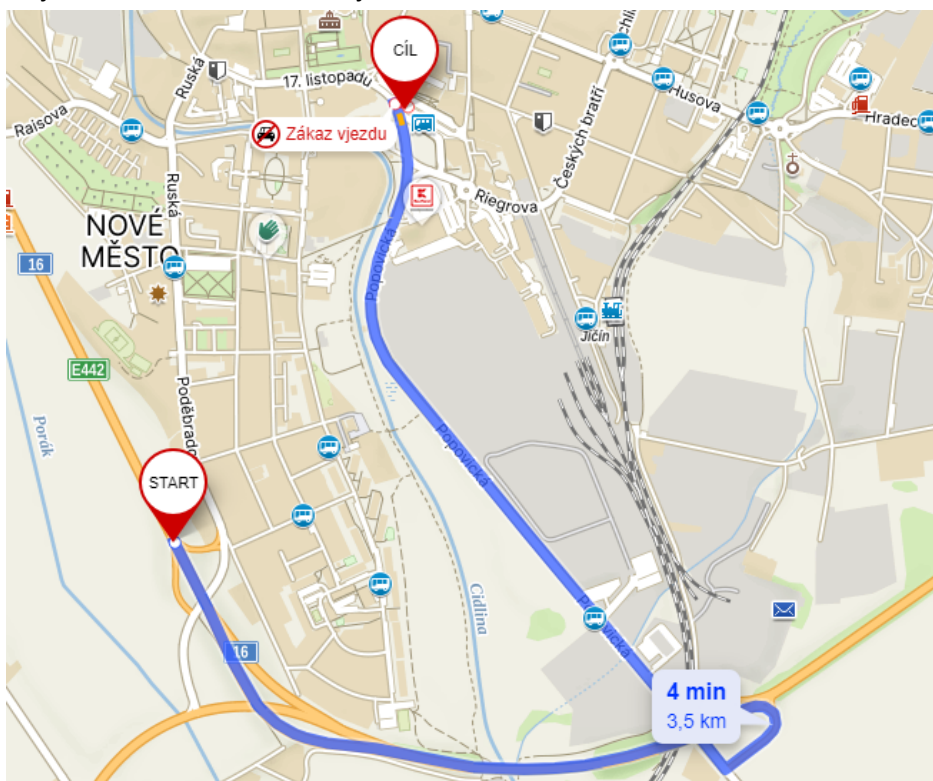 CÍL
17. listopadu
Ruská
Raisova
Zákaz vjezdu
Husova
Hradec
Českých bratří
Riegrova
Ruská
NOVÉ
MĚSTO
16
Popovická
Jičín
E442
Poděbrado
Porák
Popovická
START
Cidlina
Popovická
16
4 min
3,5 km